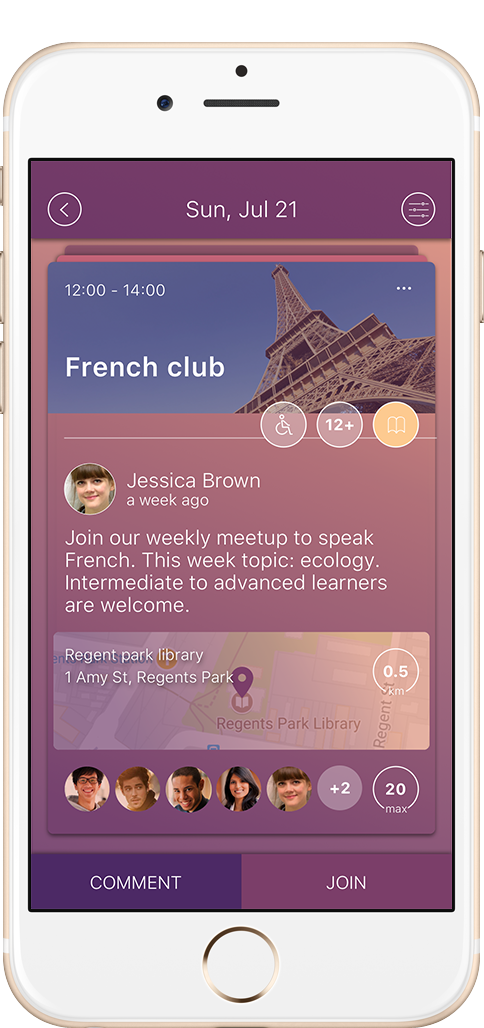 Sun, Jul 21
12:00 - 14:00
...
French club
12+
Jessica Brown
a week ago
Join our weekly meetup to speak
French. This week topic: ecology.
Intermediate to advanced learners
are welcome.
Regent park library
1 Amy St, Regents Park
0.5
km
Regents Park Library
Regent's
+2
20
max
COMMENT
JOIN